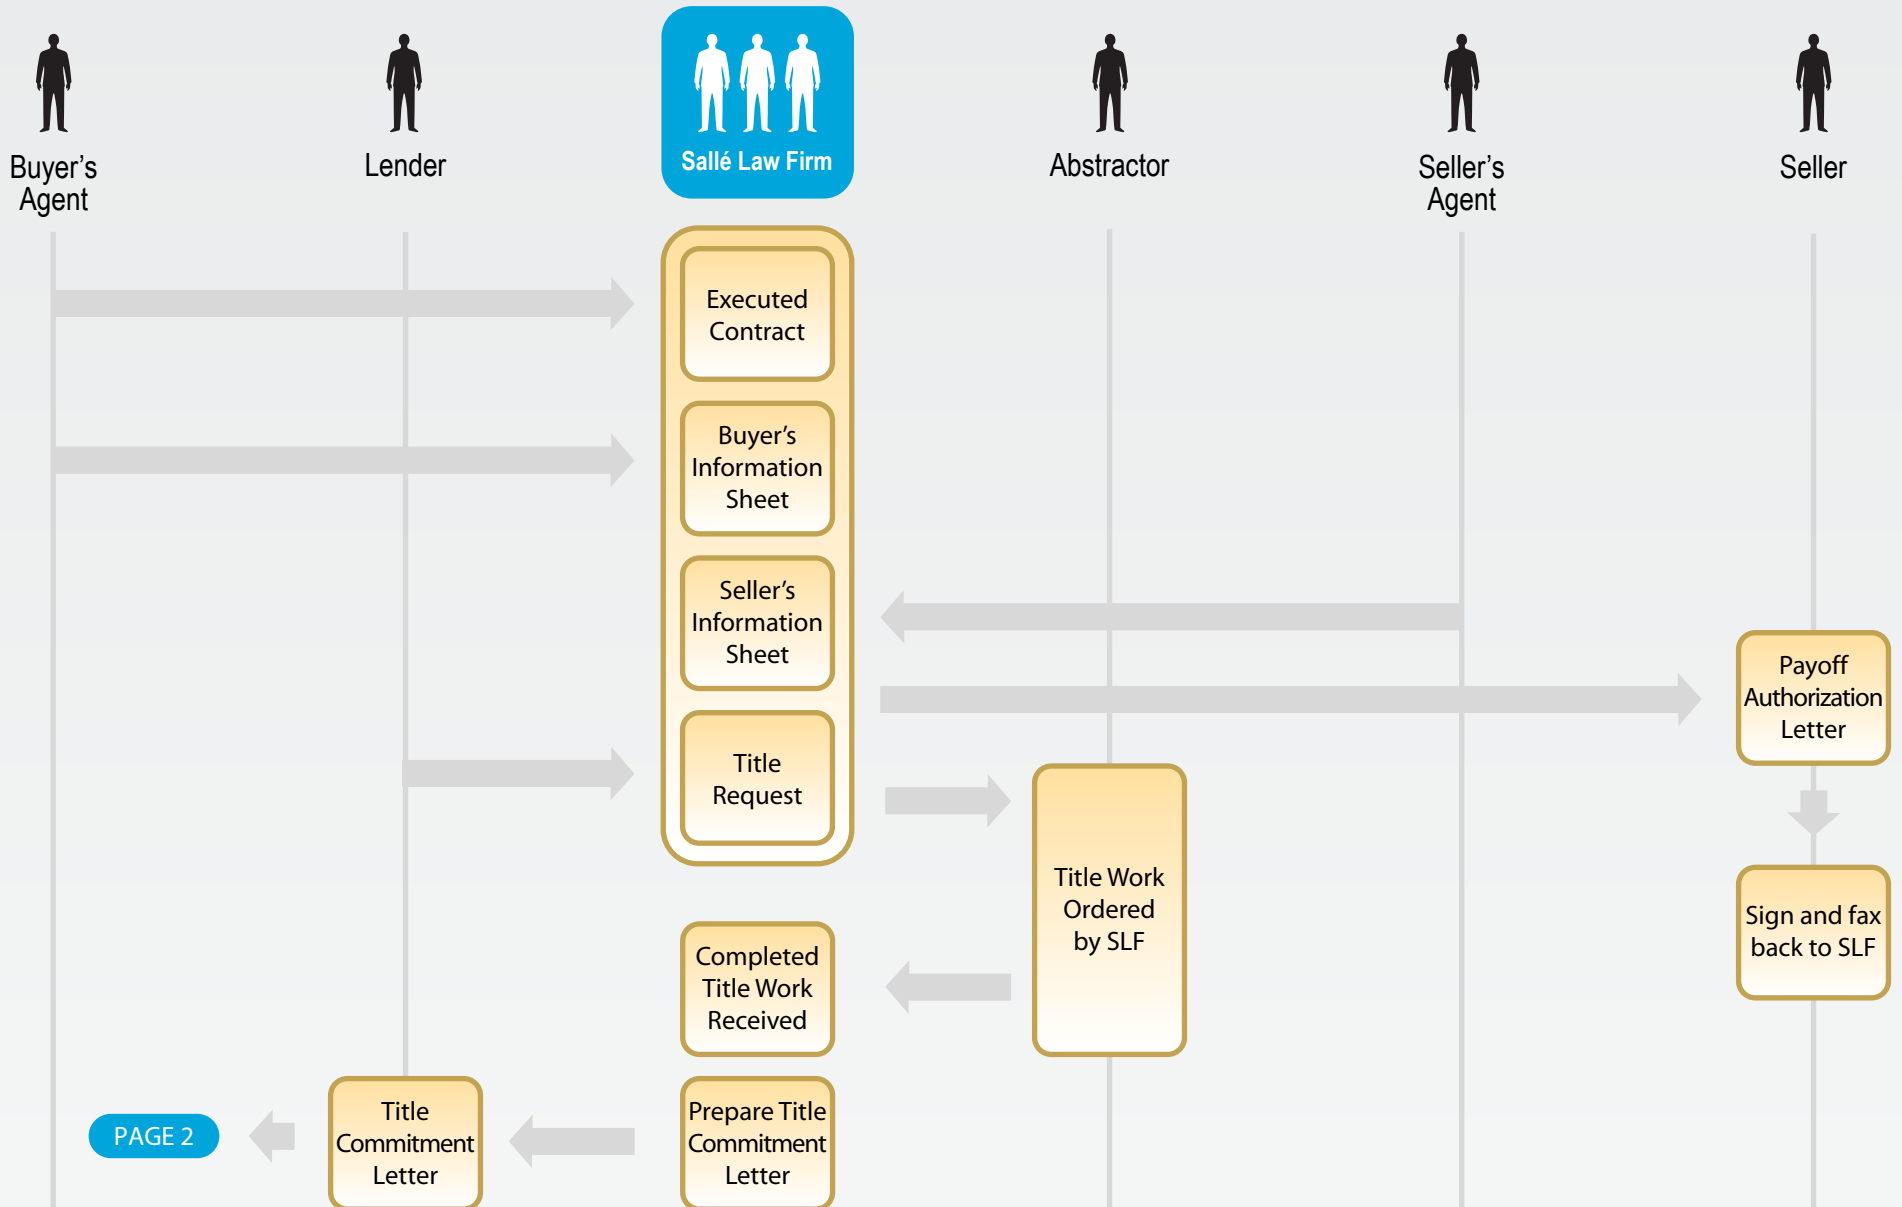 Buyer’s
Agent
Lender
Sallé Law Firm
Abstractor
Seller’s
Agent
Seller
Executed
Contract
Buyer’s
Information
Sheet
Seller’s
Information
Sheet
Payoff
Authorization
Letter
Title
Request
Title Work
Ordered
by SLF
Sign and fax
back to SLF
Completed
Title Work
Received
PAGE 2
Title
Commitment
Letter
Prepare Title
Commitment
Letter